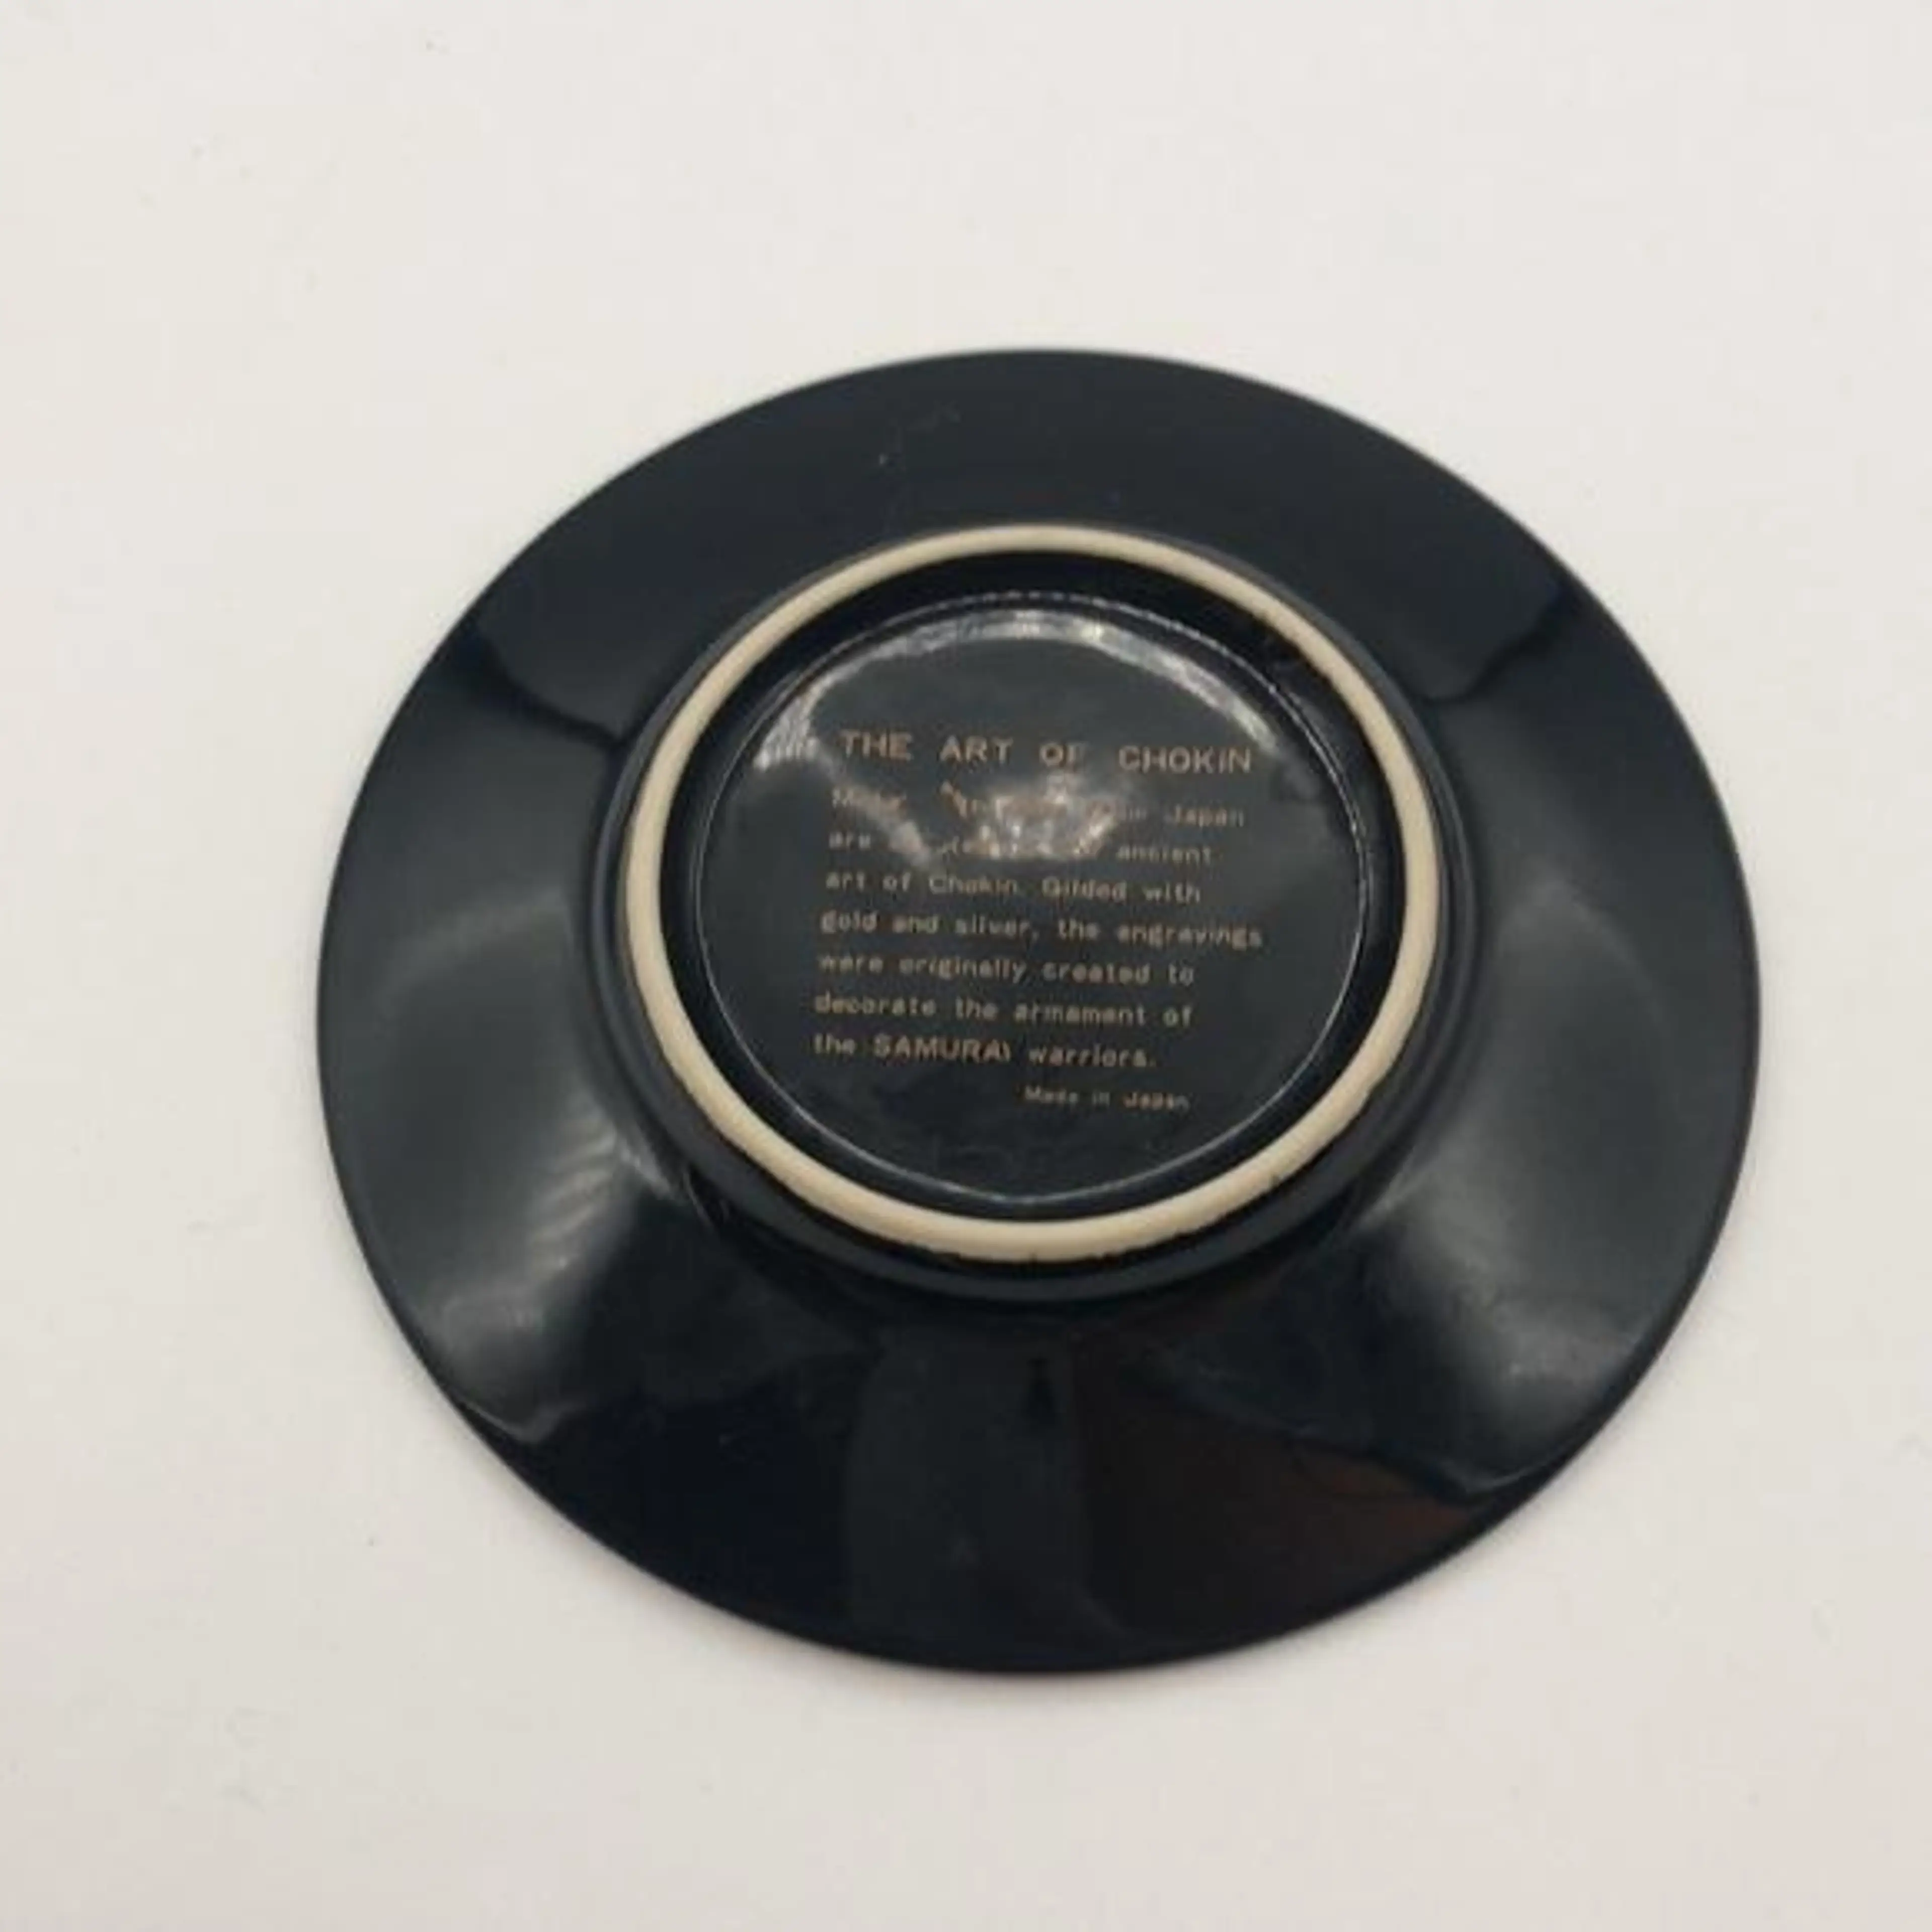 THE ART OF CHOKIN
Japan
are ancient
art of Chokin. Gilded with
gold and silver, the engravings
were originally created to
decorate the armament of
the SAMURAI warriors.
Made in Japan